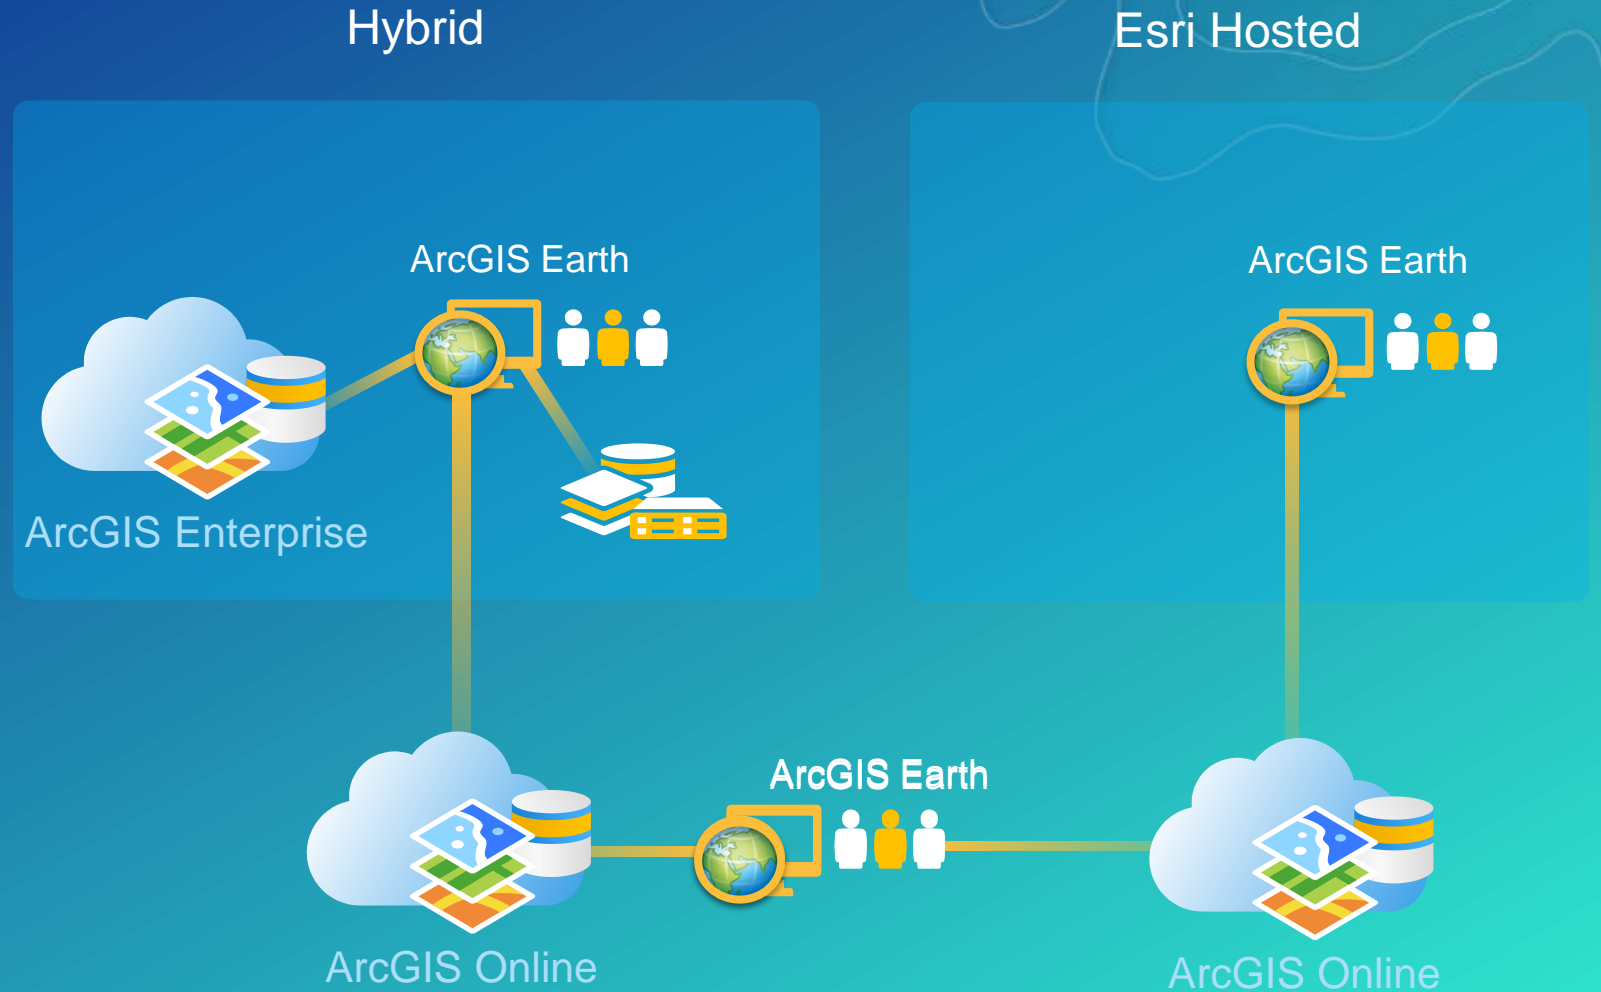 Hybrid
Esri Hosted
ArcGIS Earth
ArcGIS Earth
ArcGIS Enterprise
ArcGIS Earth
ArcGIS Online
ArcGIS Online